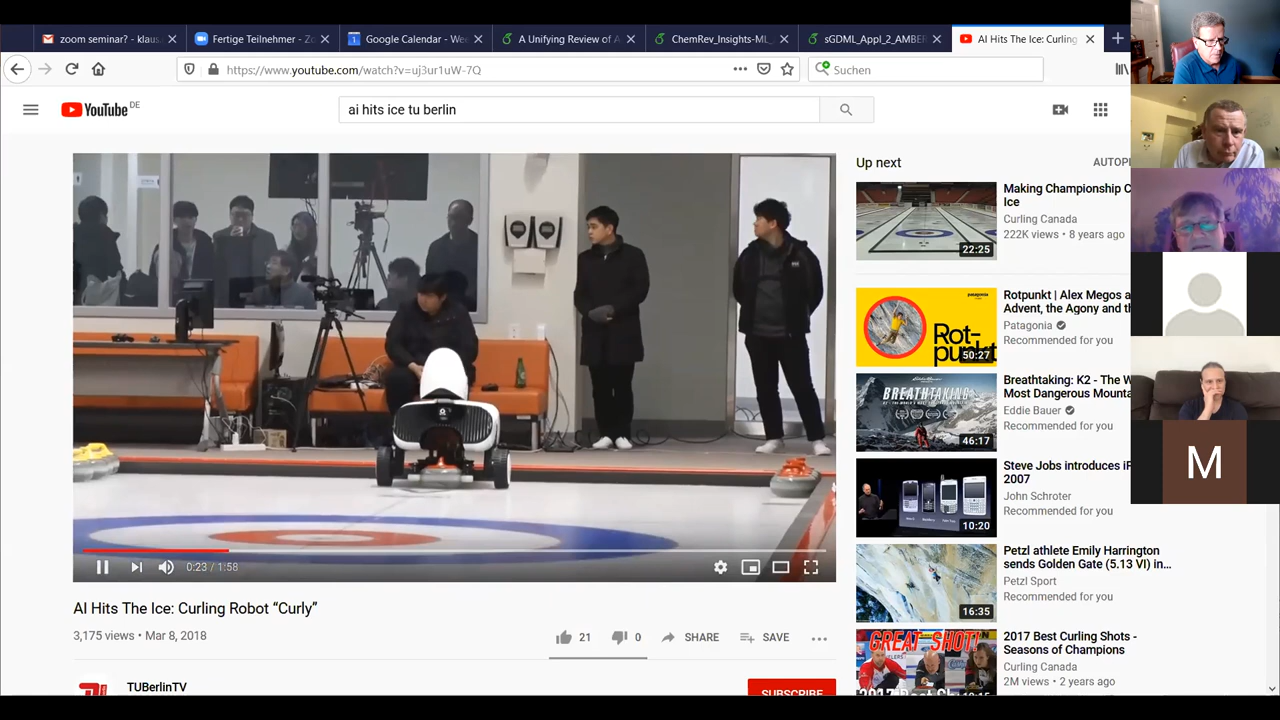 zoom seminar? - klaus.
Fertige Teilnehmer - Zo
Google Calendar - Wee
A Unifying Review of A
ChemRev_Insights-ML_
sGDML_Appl_2_AMBER
AI Hits The Ice: Curling
https://www.youtube.com/watch?v=uj3ur1uW-7Q
Suchen
YouTube DE
ai hits ice tu berlin
Up next
AUTOPL
Making Championship C
Ice
Curling Canada
222K views • 8 years ago
22:25
Rotpunkt | Alex Megos a
Advent, the Agony and th
Patagonia
Recommended for you
Rot-
punkt
50:27
Breathtaking: K2 - The W
Most Dangerous Mounta
Eddie Bauer
Recommended for you
BREATHTAKING
46:17
Steve Jobs introduces iP
2007
John Schroter
Recommended for you
10:20
M
0:23 / 1:58
Petzl athlete Emily Harrington
sends Golden Gate (5.13 VI) in...
Petzl Sport
Recommended for you
16:35
AI Hits The Ice: Curling Robot “Curly”
3,175 views • Mar 8, 2018
21
0
SHARE
SAVE
2017 Best Curling Shots -
Seasons of Champions
Curling Canada
2M views • 2 years ago
GREAT SHOT!
TUBerlinTV
SUBSCRIBE